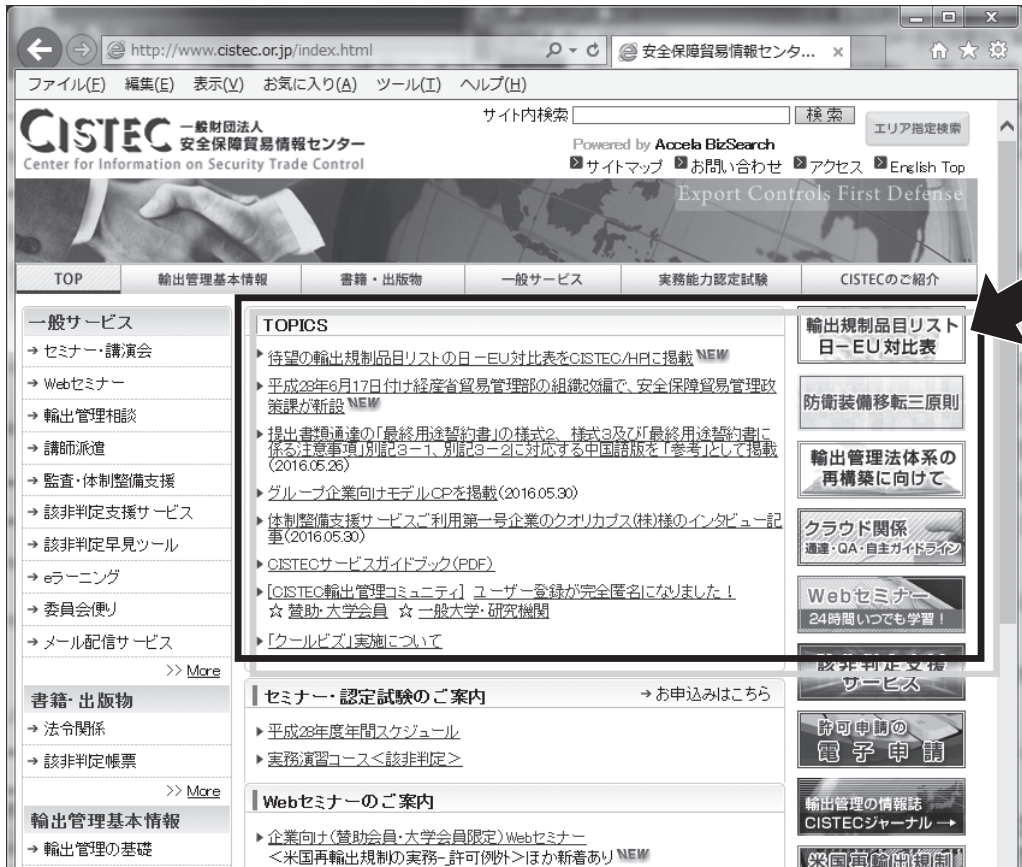 http://www.cistec.or.jp/index.html
安全保障貿易情報センタ...
ファイル(F) 編集(E) 表示(V) お気に入り(A) ツール(T) ヘルプ(H)
CISTEC 一般財団法人
安全保障貿易情報センター
Center for Information on Security Trade Control
サイト内検索 検索 エリア指定検索
Powered by Accela BizSearch
サイトマップ お問い合わせ アクセス English Top
Export Controls First Defense
TOP 輸出管理基本情報 書籍・出版物 一般サービス 実務能力認定試験 CISTECのご紹介
一般サービス
→ セミナー・講演会
→ Webセミナー
→ 輸出管理相談
→ 講師派遣
→ 監査・体制整備支援
→ 該非判定支援サービス
→ 該非判定早見ツール
→ eラーニング
→ 委員会便り
→ メール配信サービス
>> More
書籍・出版物
→ 法令関係
→ 該非判定帳票
>> More
輸出管理基本情報
→ 輸出管理の基礎
TOPICS
待望の輸出規制品目リストの日-EU対比表をCISTEC/HPに掲載 NEW
平成28年6月17日付け経産省貿易管理部の組織改編で、安全保障貿易管理政
策課が新設 NEW
提出書類通達の「最終用途誓約書」の様式2、様式3及び「最終用途誓約書に
係る注意事項」別記3-1、別記3-2に対応する中国語版を「参考」として掲載
(2016.05.26)
グループ企業向けモデルCPを掲載(2016.05.30)
体制整備支援サービスご利用第一号企業のクオリカプス(株)様のインタビュー記
事(2016.05.30)
CISTECサービスガイドブック(PDF)
[CISTEC輸出管理コミュニティ] ユーザー登録が完全匿名になりました!
☆ 賛助・大学会員 ☆ 一般大学・研究機関
「クールビズ」実施について
セミナー・認定試験のご案内 → お申込みはこちら
平成28年度年間スケジュール
実務演習コース<該非判定>
Webセミナーのご案内
企業向け(賛助会員・大学会員限定)Webセミナー
<米国再輸出規制の実務-許可例外>ほか新着あり NEW
輸出規制品目リスト
日-EU対比表
防衛装備移転三原則
輸出管理法体系の
再構築に向けて
クラウド関係
通達・QA・自主ガイドライン
Webセミナー
24時間いつでも学習!
該非判定支援
サービス
許可申請の
電子申請
輸出管理の情報誌
CISTECジャーナル→
米国再輸出規制